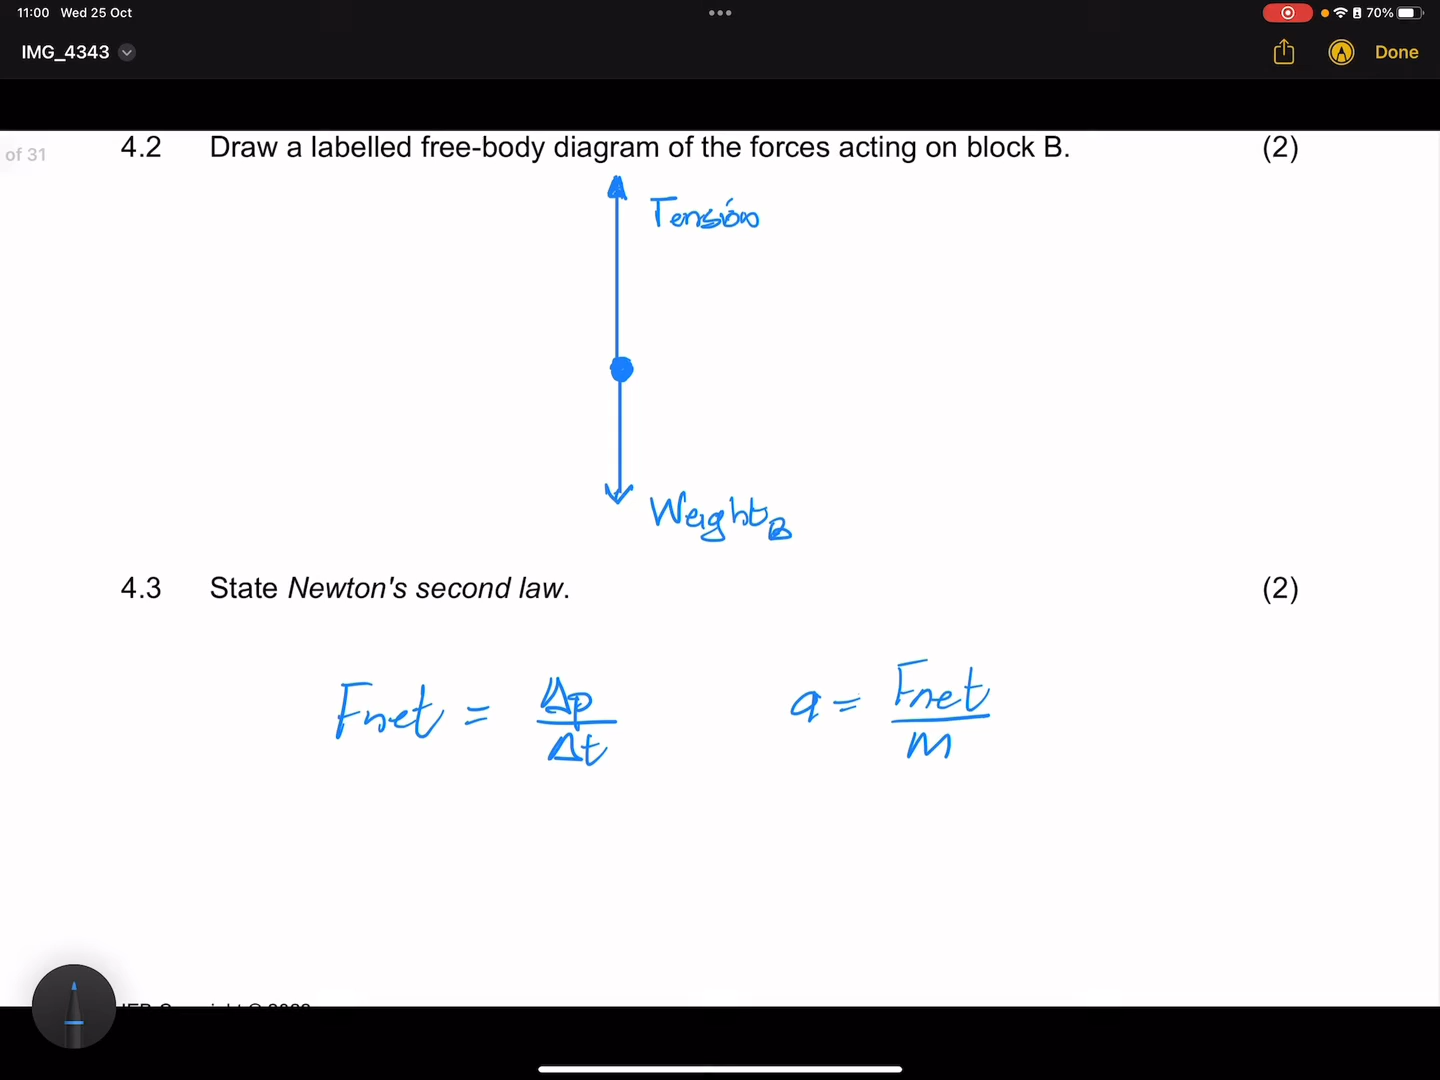 11:00 Wed 25 Oct
70%
IMG_4343
Done
of 31
4.2 Draw a labelled free-body diagram of the forces acting on block B. (2)
Tension
Weight B
4.3 State Newton's second law. (2)
Fnet = Δp/Δt a = Fnet/m